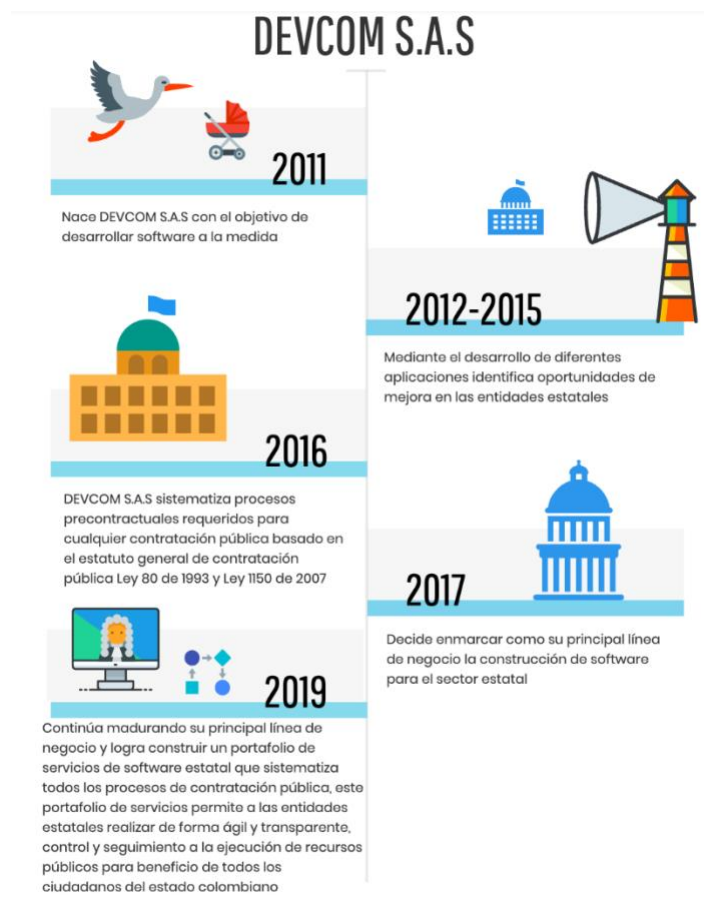 DEVCOM S.A.S
2011
Nace DEVCOM S.A.S con el objetivo de
desarrollar software a la medida
2012-2015
Mediante el desarrollo de diferentes
aplicaciones identifica oportunidades de
mejora en las entidades estatales
2016
DEVCOM S.A.S sistematiza procesos
precontractuales requeridos para
cualquier contratación pública basado en
el estatuto general de contratación
pública Ley 80 de 1993 y Ley 1150 de 2007
2017
Decide enmarcar como su principal línea
de negocio la construcción de software
para el sector estatal
2019
Continúa madurando su principal línea de
negocio y logra construir un portafolio de
servicios de software estatal que sistematiza
todos los procesos de contratación pública, este
portafolio de servicios permite a las entidades
estatales realizar de forma ágil y transparente,
control y seguimiento a la ejecución de recursos
públicos para beneficio de todos los
ciudadanos del estado colombiano